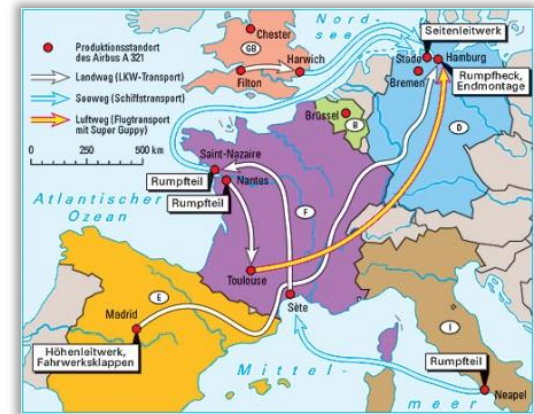 Nord-
see
Seitenleitwerk
Chester
GB
Produktionsstandort
des Airbus A 321
Harwich
Stade
Hamburg
Landweg (LKW-Transport)
Filton
Bremen
Rumpfheck,
Endmontage
Seeweg (Schiffstransport)
Luftweg (Flugtransport
mit Super Guppy)
Brüssel
B
D
0
200
500 km
Saint-Nazaire
Rumpfteil
Nantes
Rumpfteil
Atlantischer
Ozean
F
Toulouse
Madrid
E
Sète
I
Höhenleitwerk,
Fahrwerksklappen
Rumpfteil
Neapel
Mittel-
meer